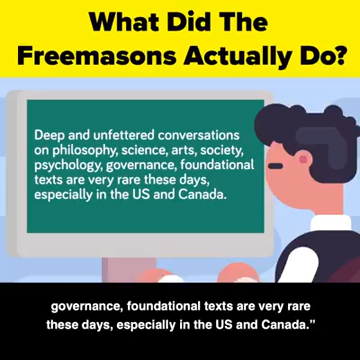 What Did The
Freemasons Actually Do?
Deep and unfettered conversations
on philosophy, science, arts, society,
psychology, governance, foundational
texts are very rare these days,
especially in the US and Canada.
governance, foundational texts are very rare
these days, especially in the US and Canada.”